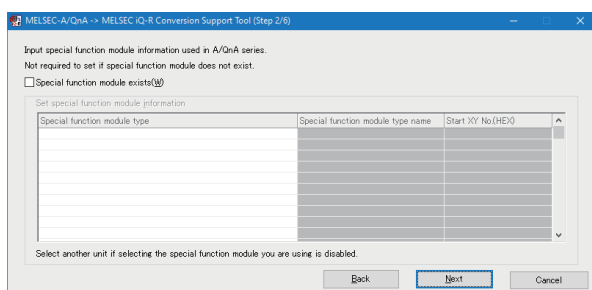 MELSEC-A/QnA -> MELSEC iQ-R Conversion Support Tool (Step 2/6)
Input special function module information used in A/QnA series.
Not required to set if special function module does not exist.
Special function module exists(W)
Set special function module information
Special function module type Special function module type name Start XY No.(HEX)
Select another unit if selecting the special function module you are using is disabled.
Back Next Cancel